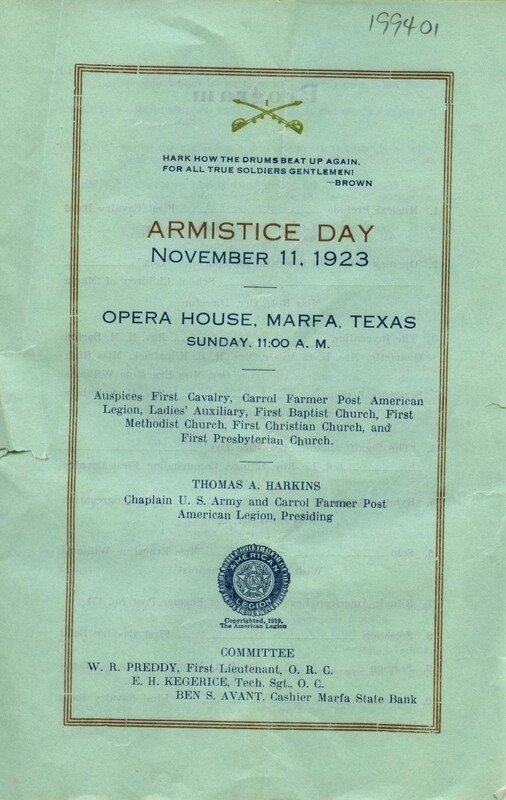 199401
HARK HOW THE DRUMS BEAT UP AGAIN,
FOR ALL TRUE SOLDIERS GENTLEMEN!
—BROWN
ARMISTICE DAY
NOVEMBER 11, 1923
OPERA HOUSE, MARFA, TEXAS
SUNDAY, 11:00 A. M.
Auspices First Cavalry, Carrol Farmer Post American
Legion, Ladies' Auxiliary, First Baptist Church, First
Methodist Church, First Christian Church, and
First Presbyterian Church.
THOMAS A. HARKINS
Chaplain U. S. Army and Carrol Farmer Post
American Legion, Presiding
AMERICAN
LEGION
Copyrighted, 1919,
The American Legion
COMMITTEE
W. R. PREDDY, First Lieutenant, O. R. C.
E. H. KEGERICE, Tech. Sgt., O. C.
BEN S. AVANT, Cashier Marfa State Bank